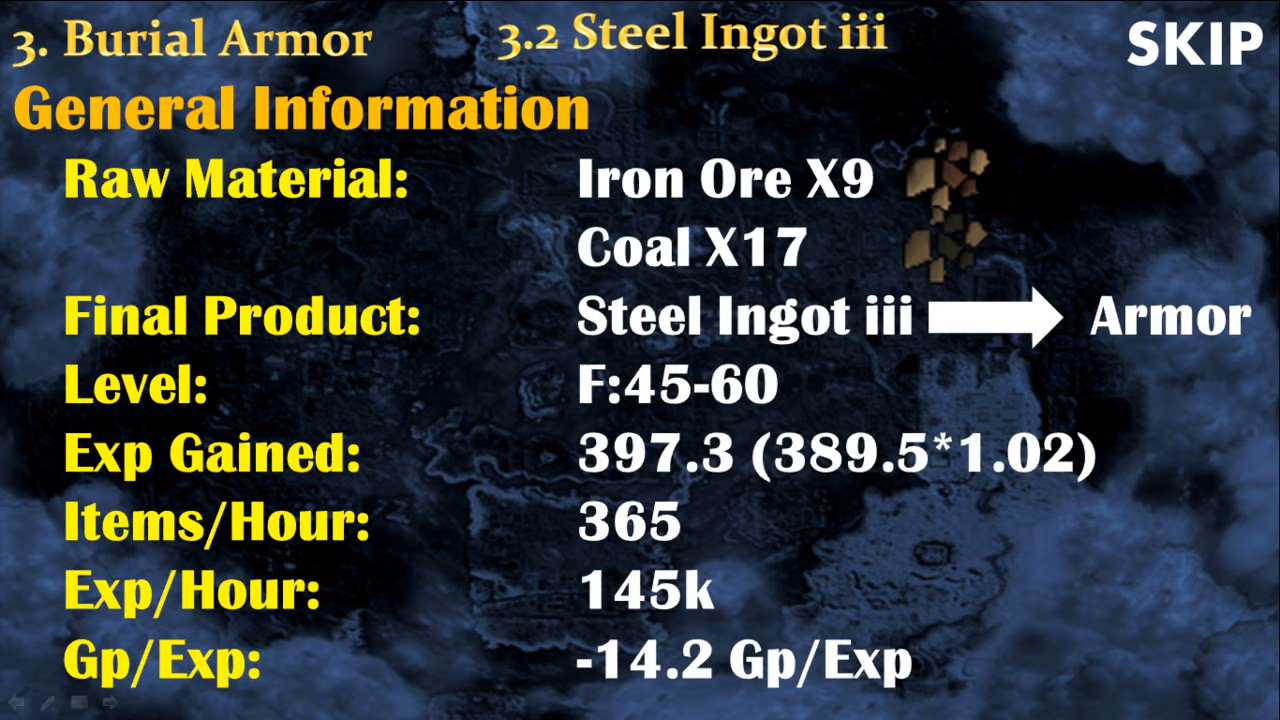 3. Burial Armor 3.2 Steel Ingot iii SKIP
General Information
Raw Material: Iron Ore X9
Coal X17
Final Product: Steel Ingot iii Armor
Level: F:45-60
Exp Gained: 397.3 (389.5*1.02)
Items/Hour: 365
Exp/Hour: 145k
Gp/Exp: -14.2 Gp/Exp